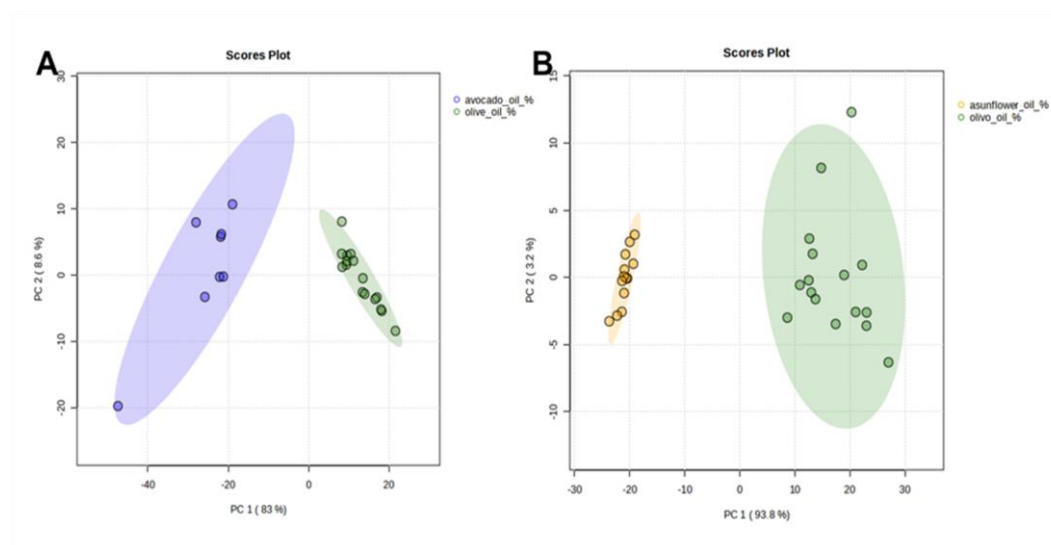 A
Scores Plot
30
20
10
0
-10
-20
PC 2 ( 8.6 %)
-40
-20
0
20
PC 1 ( 83 %)
avocado_oil_%
olive_oil_%
B
Scores Plot
15
10
5
0
-5
-10
PC 2 ( 3.2 %)
-30
-20
-10
0
10
20
30
PC 1 ( 93.8 %)
asunflower_oil_%
olivo_oil_%